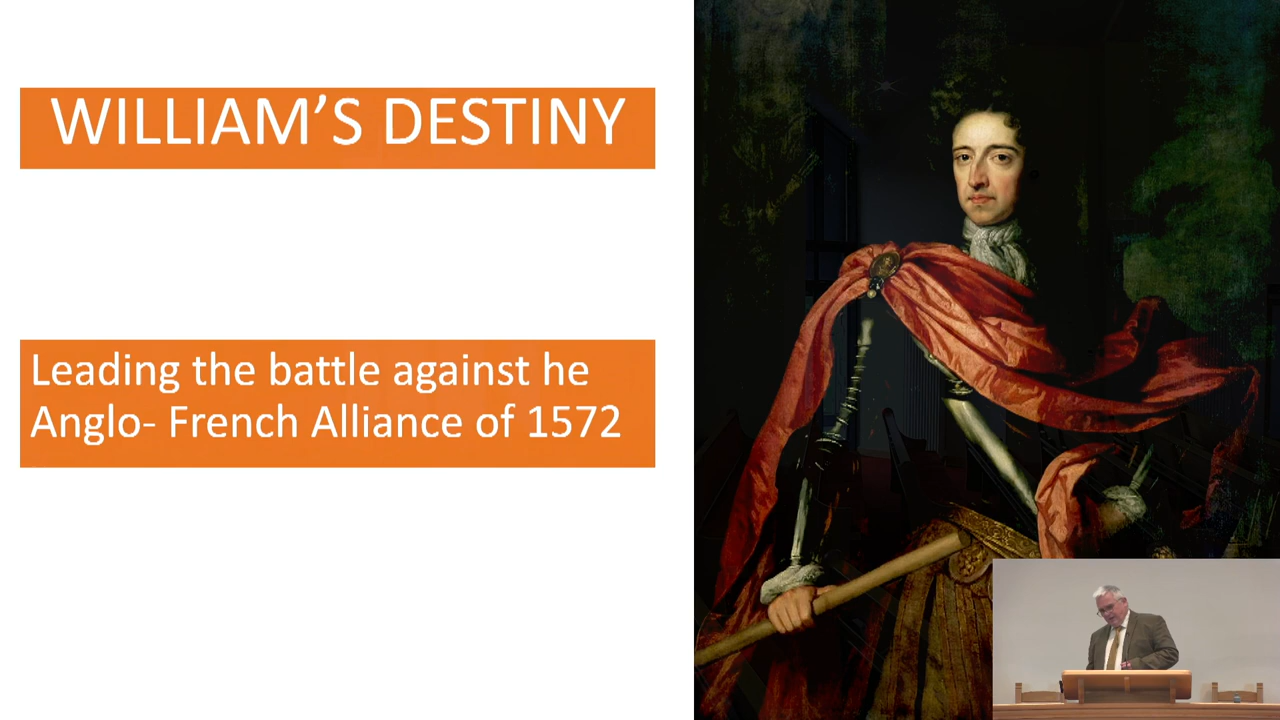 WILLIAM’S DESTINY
Leading the battle against he
Anglo- French Alliance of 1572